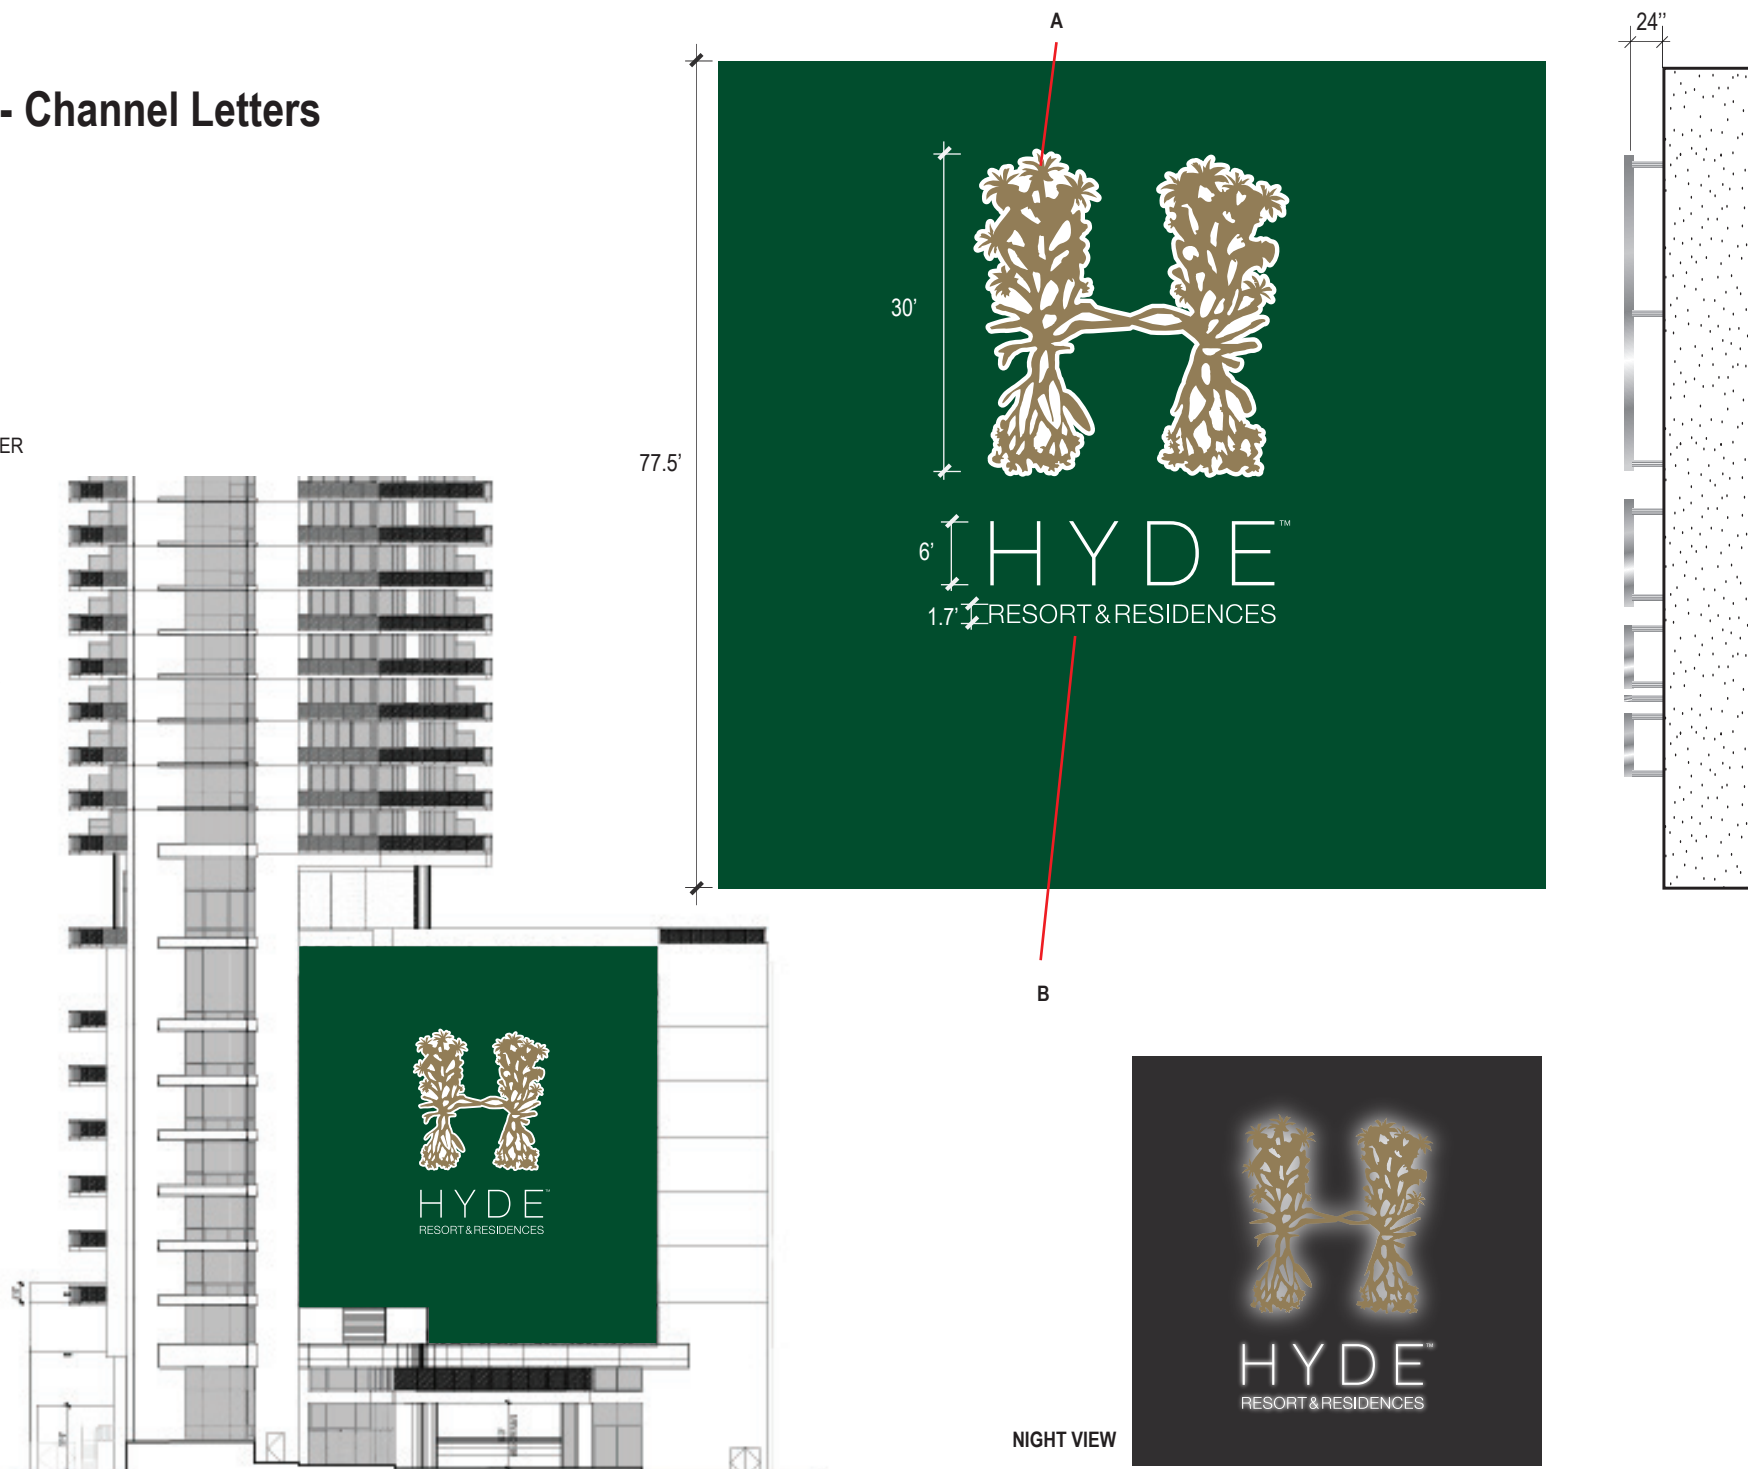 A
24”
- Channel Letters
30’
ER
77.5’
6’
HYDE™
1.7’
RESORT & RESIDENCES
B
HYDE™
RESORT & RESIDENCES
HYDE™
RESORT & RESIDENCES
NIGHT VIEW